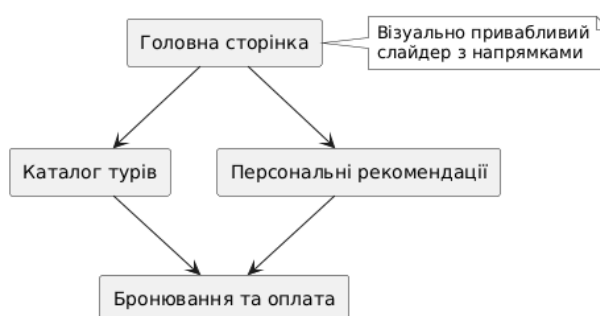 Головна сторінка
Візуально привабливий
слайдер з напрямками
Каталог турів
Персональні рекомендації
Бронювання та оплата